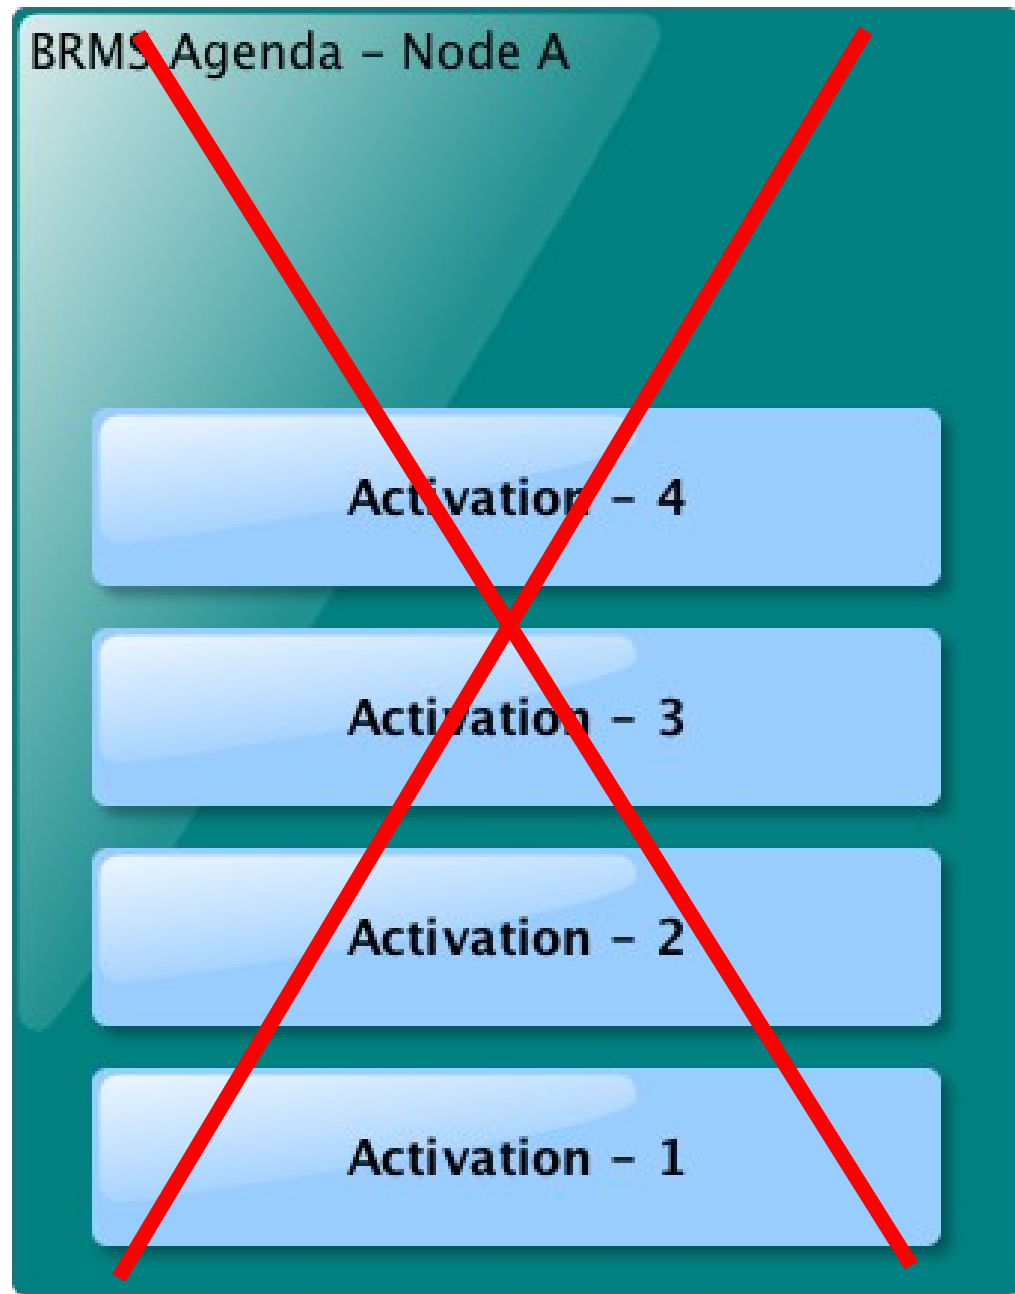 BRMS Agenda – Node A
Activation – 4
Activation – 3
Activation – 2
Activation – 1